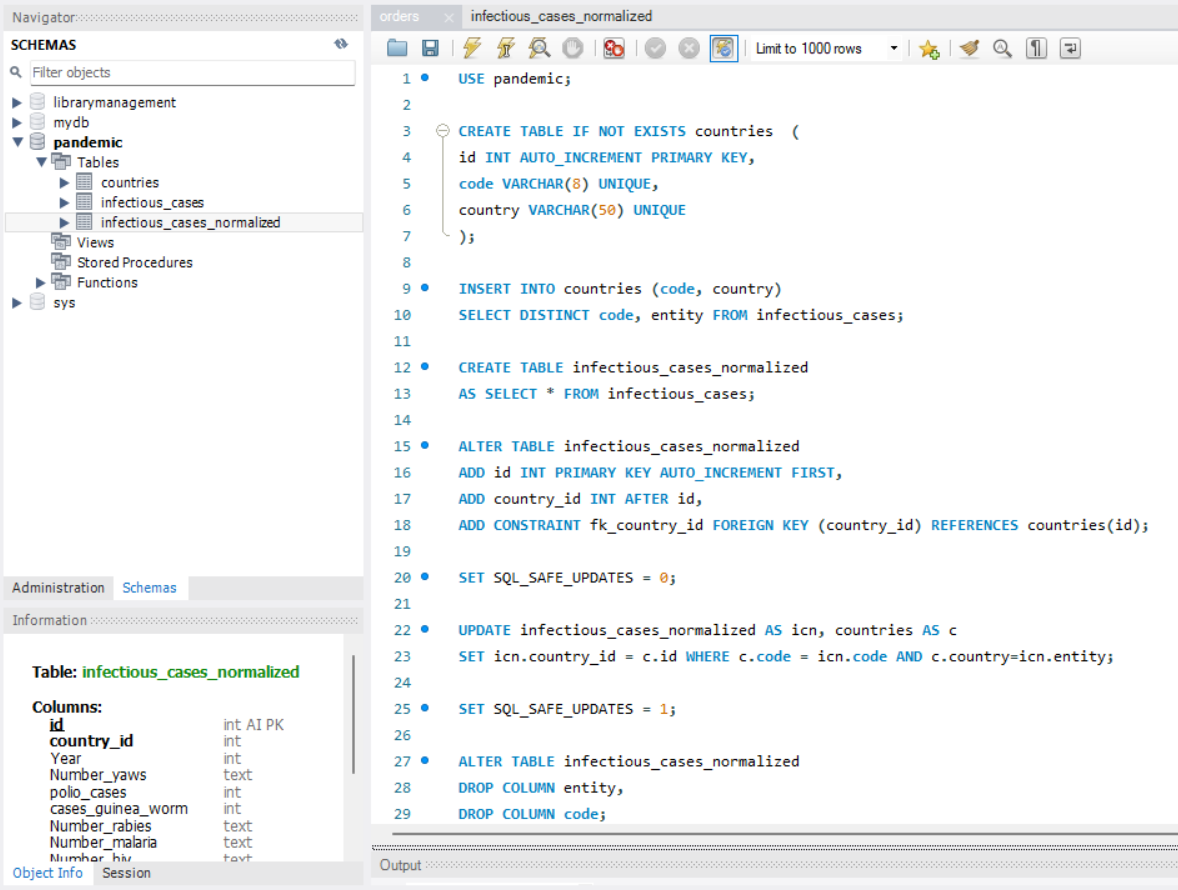 Navigator
SCHEMAS
Filter objects
librarymanagement
mydb
pandemic
Tables
countries
infectious_cases
infectious_cases_normalized
Views
Stored Procedures
Functions
sys
Administration Schemas
Information
Table: infectious_cases_normalized
Columns:
id int AI PK
country_id int
Year int
Number_yaws text
polio_cases int
cases_guinea_worm int
Number_rabies text
Number_malaria text
Number_hiv text
Object Info Session
orders infectious_cases_normalized
Limit to 1000 rows
1 USE pandemic;
2
3 CREATE TABLE IF NOT EXISTS countries (
4 id INT AUTO_INCREMENT PRIMARY KEY,
5 code VARCHAR(8) UNIQUE,
6 country VARCHAR(50) UNIQUE
7 );
8
9 INSERT INTO countries (code, country)
10 SELECT DISTINCT code, entity FROM infectious_cases;
11
12 CREATE TABLE infectious_cases_normalized
13 AS SELECT * FROM infectious_cases;
14
15 ALTER TABLE infectious_cases_normalized
16 ADD id INT PRIMARY KEY AUTO_INCREMENT FIRST,
17 ADD country_id INT AFTER id,
18 ADD CONSTRAINT fk_country_id FOREIGN KEY (country_id) REFERENCES countries(id);
19
20 SET SQL_SAFE_UPDATES = 0;
21
22 UPDATE infectious_cases_normalized AS icn, countries AS c
23 SET icn.country_id = c.id WHERE c.code = icn.code AND c.country=icn.entity;
24
25 SET SQL_SAFE_UPDATES = 1;
26
27 ALTER TABLE infectious_cases_normalized
28 DROP COLUMN entity,
29 DROP COLUMN code;
Output